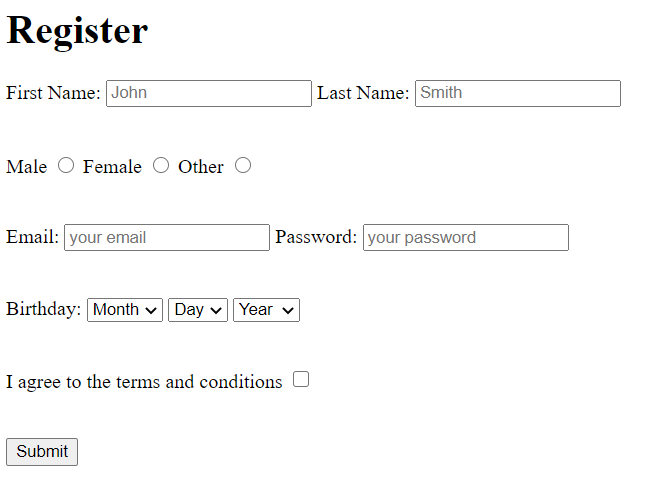 Register
First Name: John Last Name: Smith
Male Female Other
Email: your email Password: your password
Birthday: Month Day Year
I agree to the terms and conditions
Submit